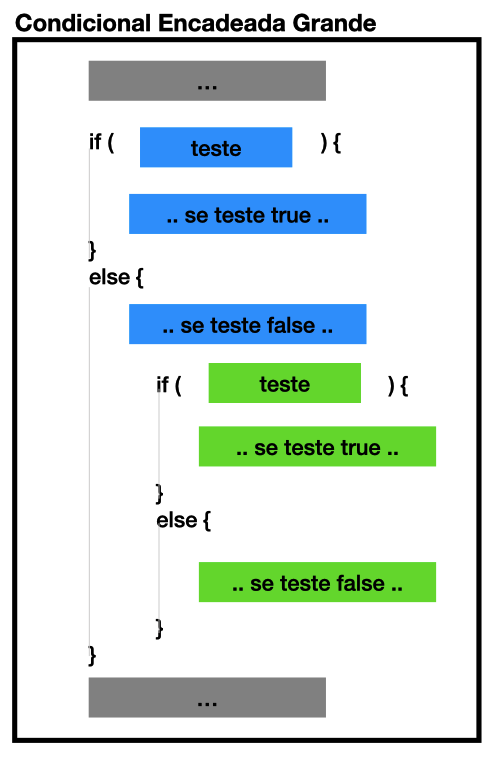 Condicional Encadeada Grande
...
if ( teste ) {
.. se teste true ..
}
else {
.. se teste false ..
if ( teste ) {
.. se teste true ..
}
else {
.. se teste false ..
}
}
...